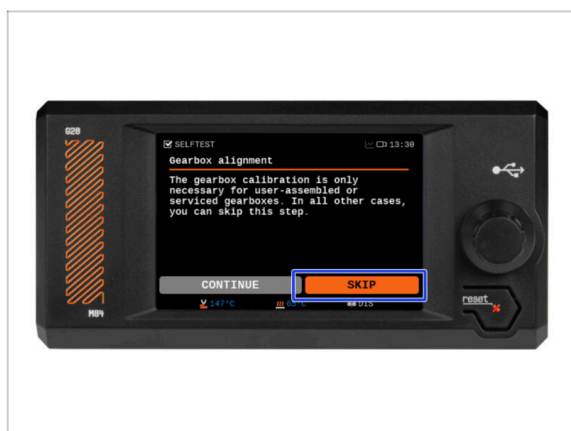 G28
SELFTEST
13:30
Gearbox alignment
The gearbox calibration is only
necessary for user-assembled or
serviced gearboxes. In all other cases,
you can skip this step.
CONTINUE
SKIP
147°C
DIS
reset
M84